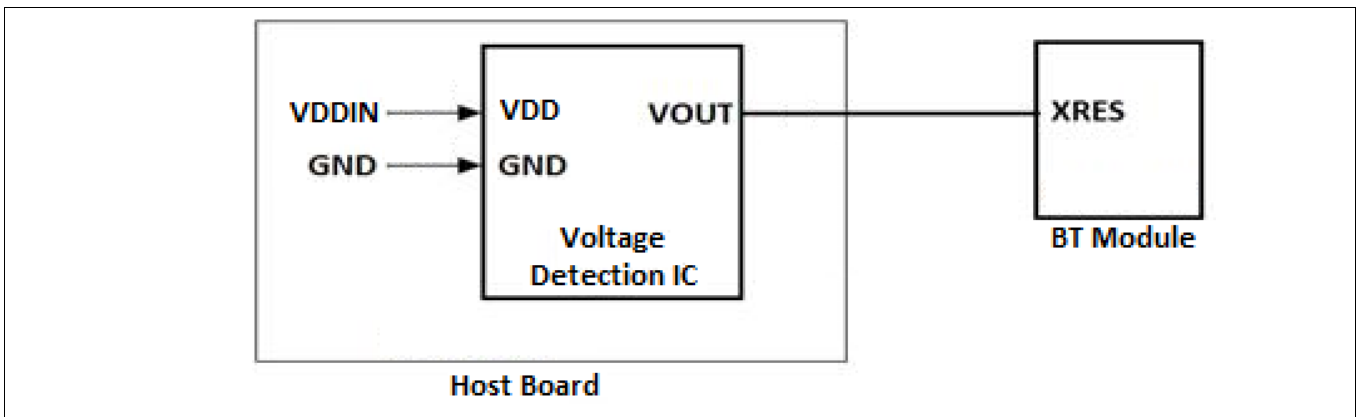 VDDIN
VDD
VOUT
XRES
GND
GND
Voltage
Detection IC
BT Module
Host Board